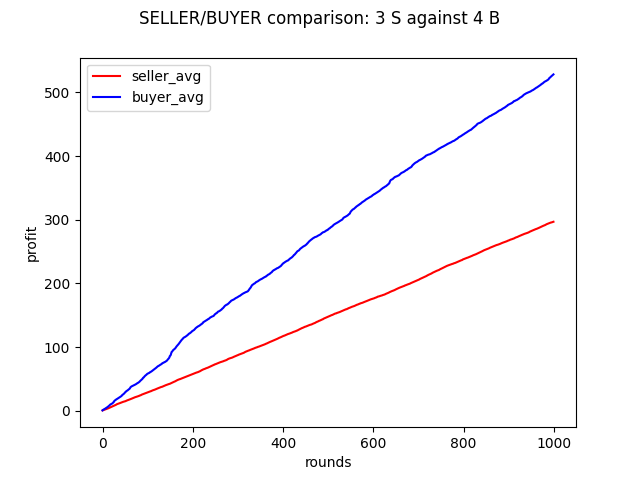 SELLER/BUYER comparison: 3 S against 4 B
seller_avg
buyer_avg
500
400
300
200
100
0
profit
0 200 400 600 800 1000
rounds